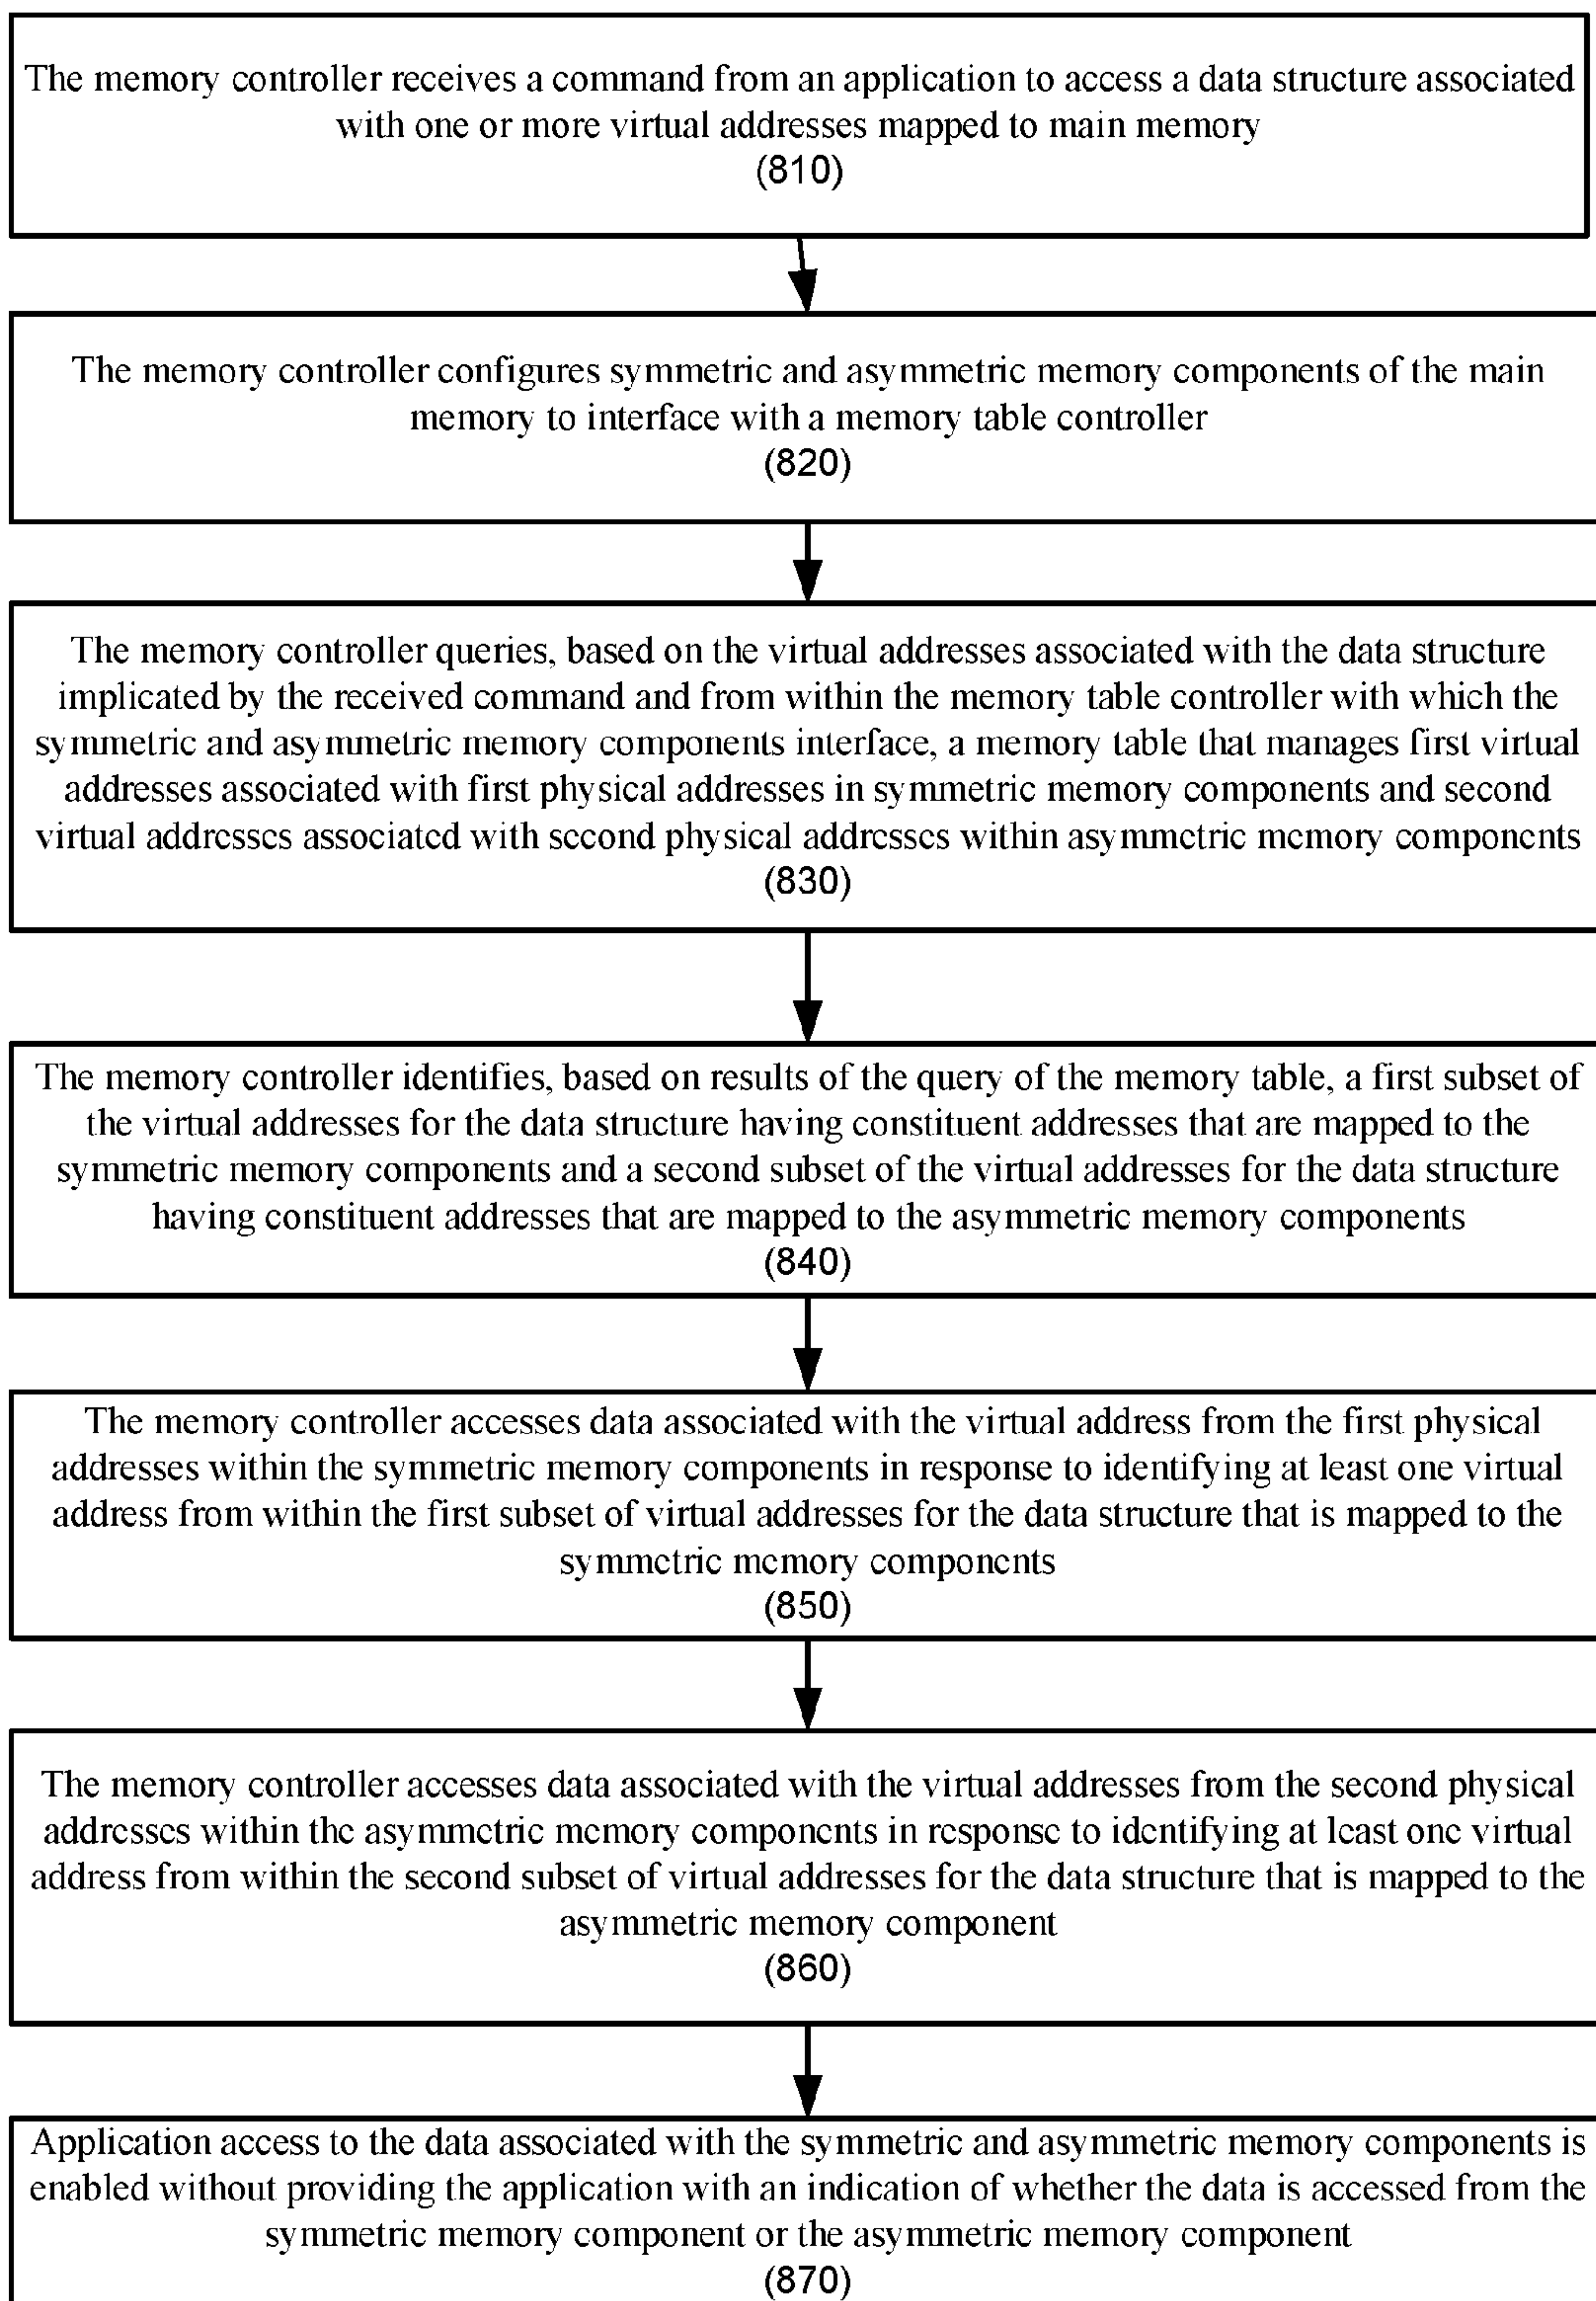 The memory controller receives a command from an application to access a data structure associated
with one or more virtual addresses mapped to main memory
(810)
The memory controller configures symmetric and asymmetric memory components of the main
memory to interface with a memory table controller
(820)
The memory controller queries, based on the virtual addresses associated with the data structure
implicated by the received command and from within the memory table controller with which the
symmetric and asymmetric memory components interface, a memory table that manages first virtual
addresses associated with first physical addresses in symmetric memory components and second
virtual addresses associated with second physical addresses within asymmetric memory components
(830)
The memory controller identifies, based on results of the query of the memory table, a first subset of
the virtual addresses for the data structure having constituent addresses that are mapped to the
symmetric memory components and a second subset of the virtual addresses for the data structure
having constituent addresses that are mapped to the asymmetric memory components
(840)
The memory controller accesses data associated with the virtual address from the first physical
addresses within the symmetric memory components in response to identifying at least one virtual
address from within the first subset of virtual addresses for the data structure that is mapped to the
symmetric memory components
(850)
The memory controller accesses data associated with the virtual addresses from the second physical
addresses within the asymmetric memory components in response to identifying at least one virtual
address from within the second subset of virtual addresses for the data structure that is mapped to the
asymmetric memory component
(860)
Application access to the data associated with the symmetric and asymmetric memory components is
enabled without providing the application with an indication of whether the data is accessed from the
symmetric memory component or the asymmetric memory component
(870)